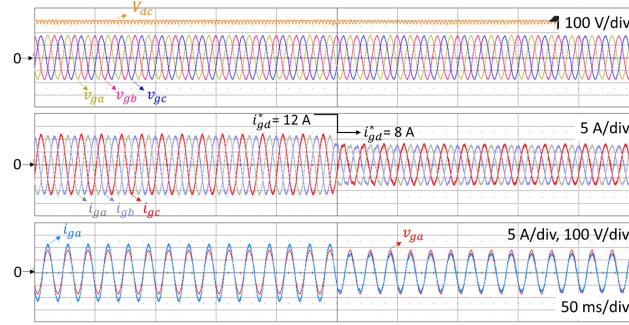 V_dc
100 V/div
0
v_ga
v_gb
v_gc
i*_gd = 12 A
i*_gd = 8 A
5 A/div
0
i_ga
i_gb
i_gc
i_ga
v_ga
5 A/div, 100 V/div
0
50 ms/div